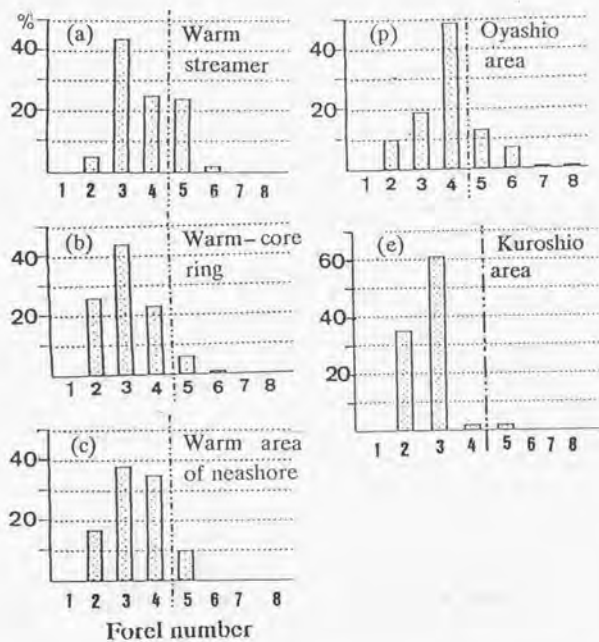 %
(a)
Warm
streamer
40
20
1 2 3 4 5 6 7 8
(b)
Warm-core
ring
40
20
1 2 3 4 5 6 7 8
(c)
Warm area
of neashore
40
20
1 2 3 4 5 6 7 8
Forel number
(p)
Oyashio
area
40
20
1 2 3 4 5 6 7 8
(e)
Kuroshio
area
60
40
20
1 2 3 4 5 6 7 8